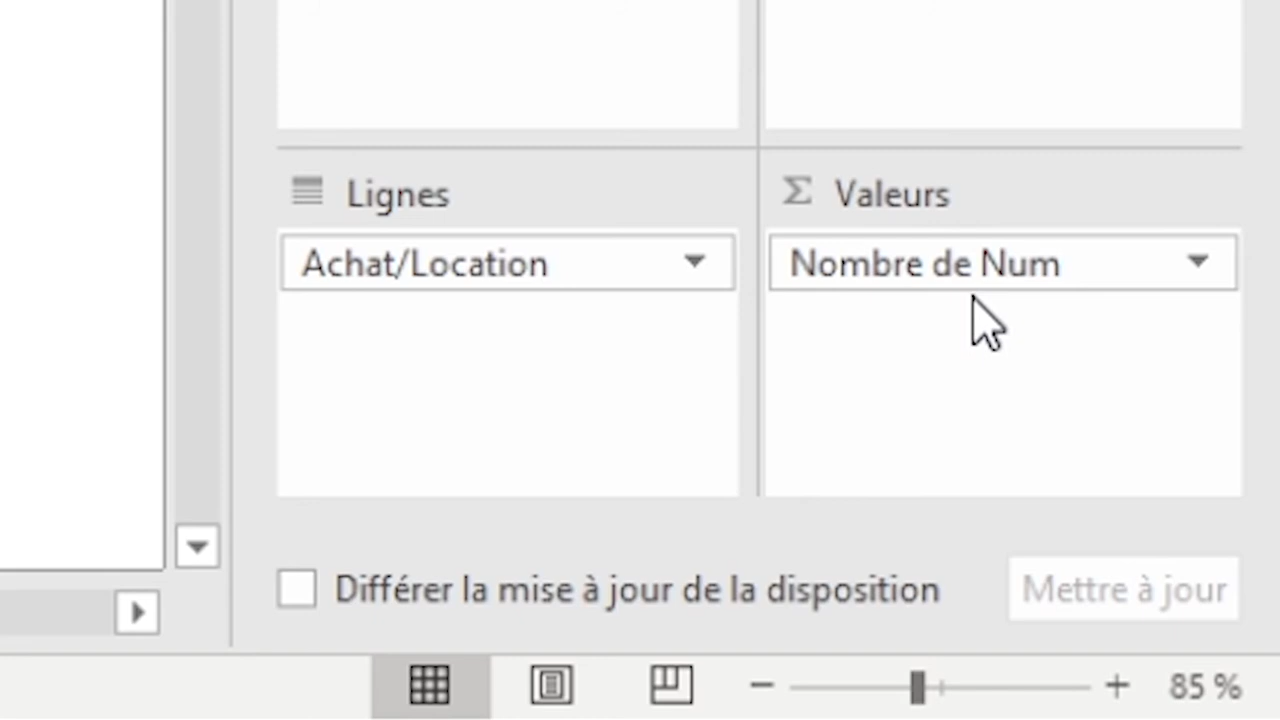 Lignes
Σ Valeurs
Achat/Location
Nombre de Num
Différer la mise à jour de la disposition
Mettre à jour
85 %